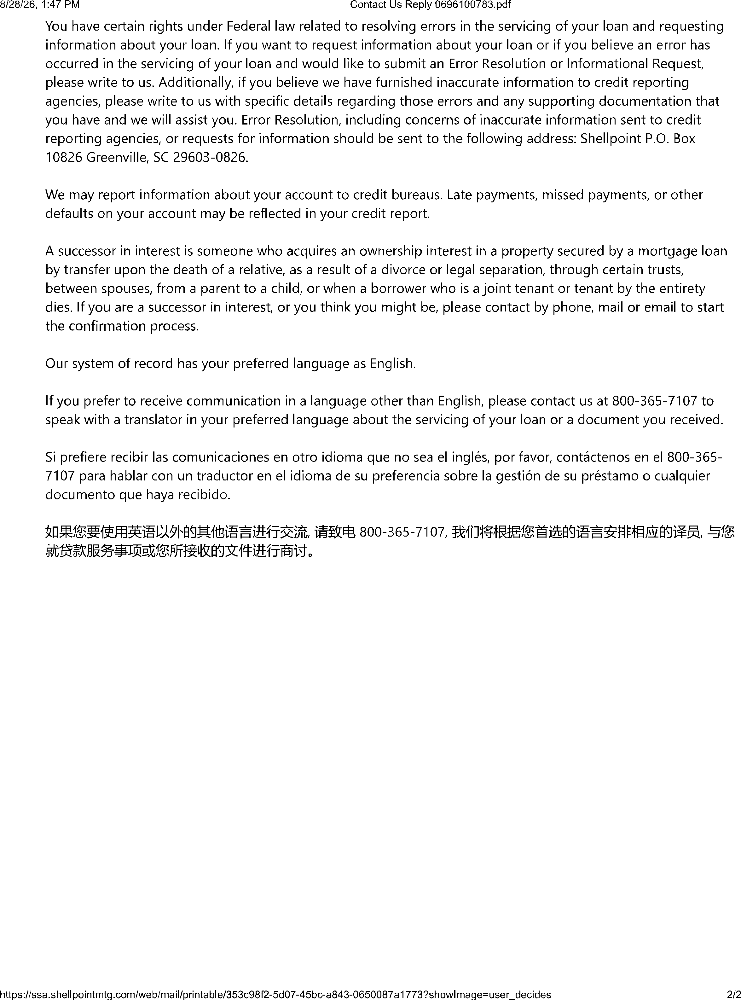 8/28/26, 1:47 PM
Contact Us Reply 0696100783.pdf
You have certain rights under Federal law related to resolving errors in the servicing of your loan and requesting
information about your loan. If you want to request information about your loan or if you believe an error has
occurred in the servicing of your loan and would like to submit an Error Resolution or Informational Request,
please write to us. Additionally, if you believe we have furnished inaccurate information to credit reporting
agencies, please write to us with specific details regarding those errors and any supporting documentation that
you have and we will assist you. Error Resolution, including concerns of inaccurate information sent to credit
reporting agencies, or requests for information should be sent to the following address: Shellpoint P.O. Box
10826 Greenville, SC 29603-0826.
We may report information about your account to credit bureaus. Late payments, missed payments, or other
defaults on your account may be reflected in your credit report.
A successor in interest is someone who acquires an ownership interest in a property secured by a mortgage loan
by transfer upon the death of a relative, as a result of a divorce or legal separation, through certain trusts,
between spouses, from a parent to a child, or when a borrower who is a joint tenant or tenant by the entirety
dies. If you are a successor in interest, or you think you might be, please contact by phone, mail or email to start
the confirmation process.
Our system of record has your preferred language as English.
If you prefer to receive communication in a language other than English, please contact us at 800-365-7107 to
speak with a translator in your preferred language about the servicing of your loan or a document you received.
Si prefiere recibir las comunicaciones en otro idioma que no sea el inglés, por favor, contáctenos en el 800-365-
7107 para hablar con un traductor en el idioma de su preferencia sobre la gestión de su préstamo o cualquier
documento que haya recibido.
如果您要使用英语以外的其他语言进行交流, 请致电 800-365-7107, 我们将根据您首选的语言安排相应的译员, 与您
就贷款服务事项或您所接收的文件进行商讨。
https://ssa.shellpointmtg.com/web/mail/printable/353c98f2-5d07-45bc-a843-0650087a1773?showImage=user_decides
2/2